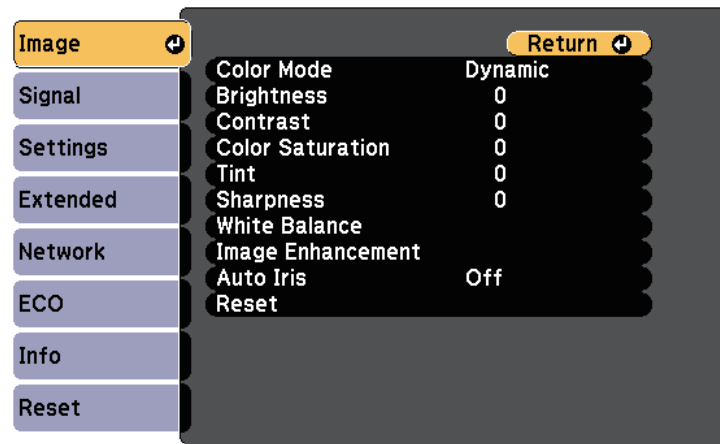 Image
Signal
Settings
Extended
Network
ECO
Info
Reset
Return
Color Mode Dynamic
Brightness 0
Contrast 0
Color Saturation 0
Tint 0
Sharpness 0
White Balance
Image Enhancement
Auto Iris Off
Reset